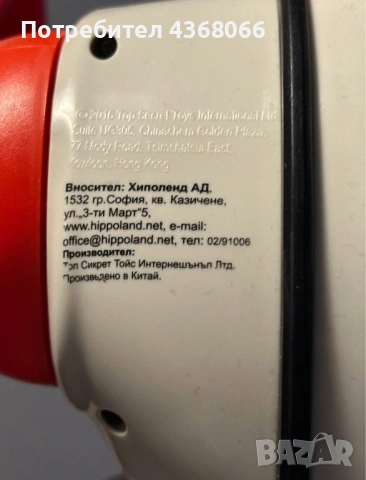 Потребител 4368066
©2016 Top Secret Toys International Ltd
Suite UG305, Chinachem Golden Plaza,
77 Mody Road, Tsimshatsui East,
Kowloon, Hong Kong
Вносител: Хиполенд АД,
1532 гр.София, кв. Казичене,
ул.„3-ти Март"5,
www.hippoland.net, e-mail:
office@hippoland.net, тел: 02/91006
Производител:
Топ Сикрет Тойс Интернешънъл Лтд.
Произведено в Китай.
BAZAR